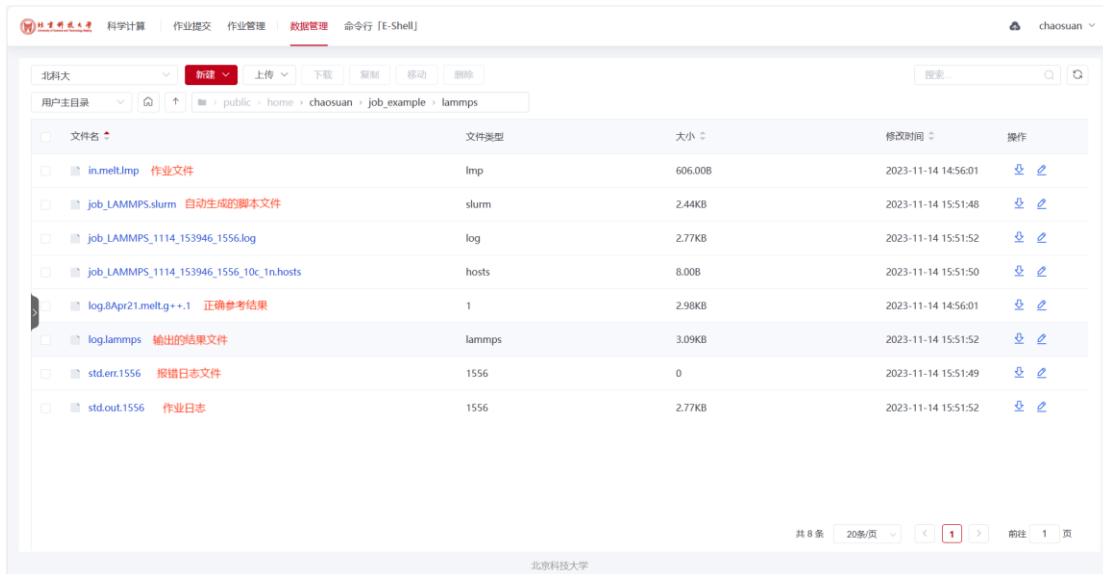 北京科技大学 科学计算 作业提交 作业管理 数据管理 命令行「E-Shell」 chaosuan
北科大 新建 上传 下载 复制 移动 删除 搜索...
用户主目录 public > home > chaosuan > job_example > lammps
文件名 文件类型 大小 修改时间 操作
in.melt.lmp 作业文件 lmp 606.00B 2023-11-14 14:56:01
job_LAMMPS.slurm 自动生成的脚本文件 slurm 2.44KB 2023-11-14 15:51:48
job_LAMMPS_1114_153946_1556.log log 2.77KB 2023-11-14 15:51:52
job_LAMMPS_1114_153946_1556_10c_1n.hosts hosts 8.00B 2023-11-14 15:51:50
log.8Apr21.melt.g++.1 正确参考结果 1 2.98KB 2023-11-14 14:56:01
log.lammps 输出的结果文件 lammps 3.09KB 2023-11-14 15:51:52
std.err.1556 报错日志文件 1556 0 2023-11-14 15:51:49
std.out.1556 作业日志 1556 2.77KB 2023-11-14 15:51:52
共 8 条 20条/页 < 1 > 前往 1 页
北京科技大学